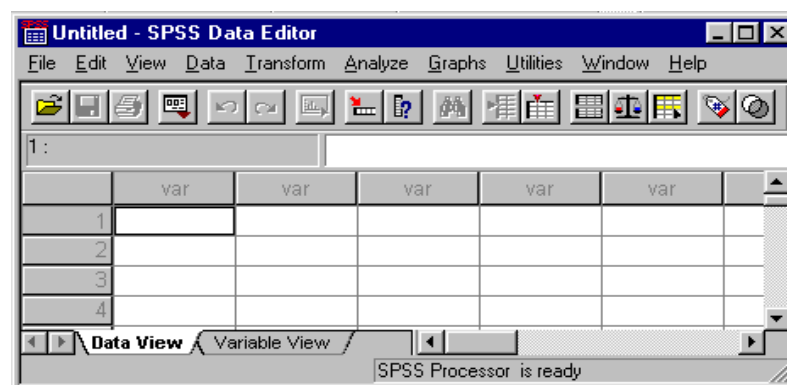 SPSS Untitled - SPSS Data Editor
File Edit View Data Transform Analyze Graphs Utilities Window Help
1 :
var var var var var
1
2
3
4
Data View Variable View
SPSS Processor is ready